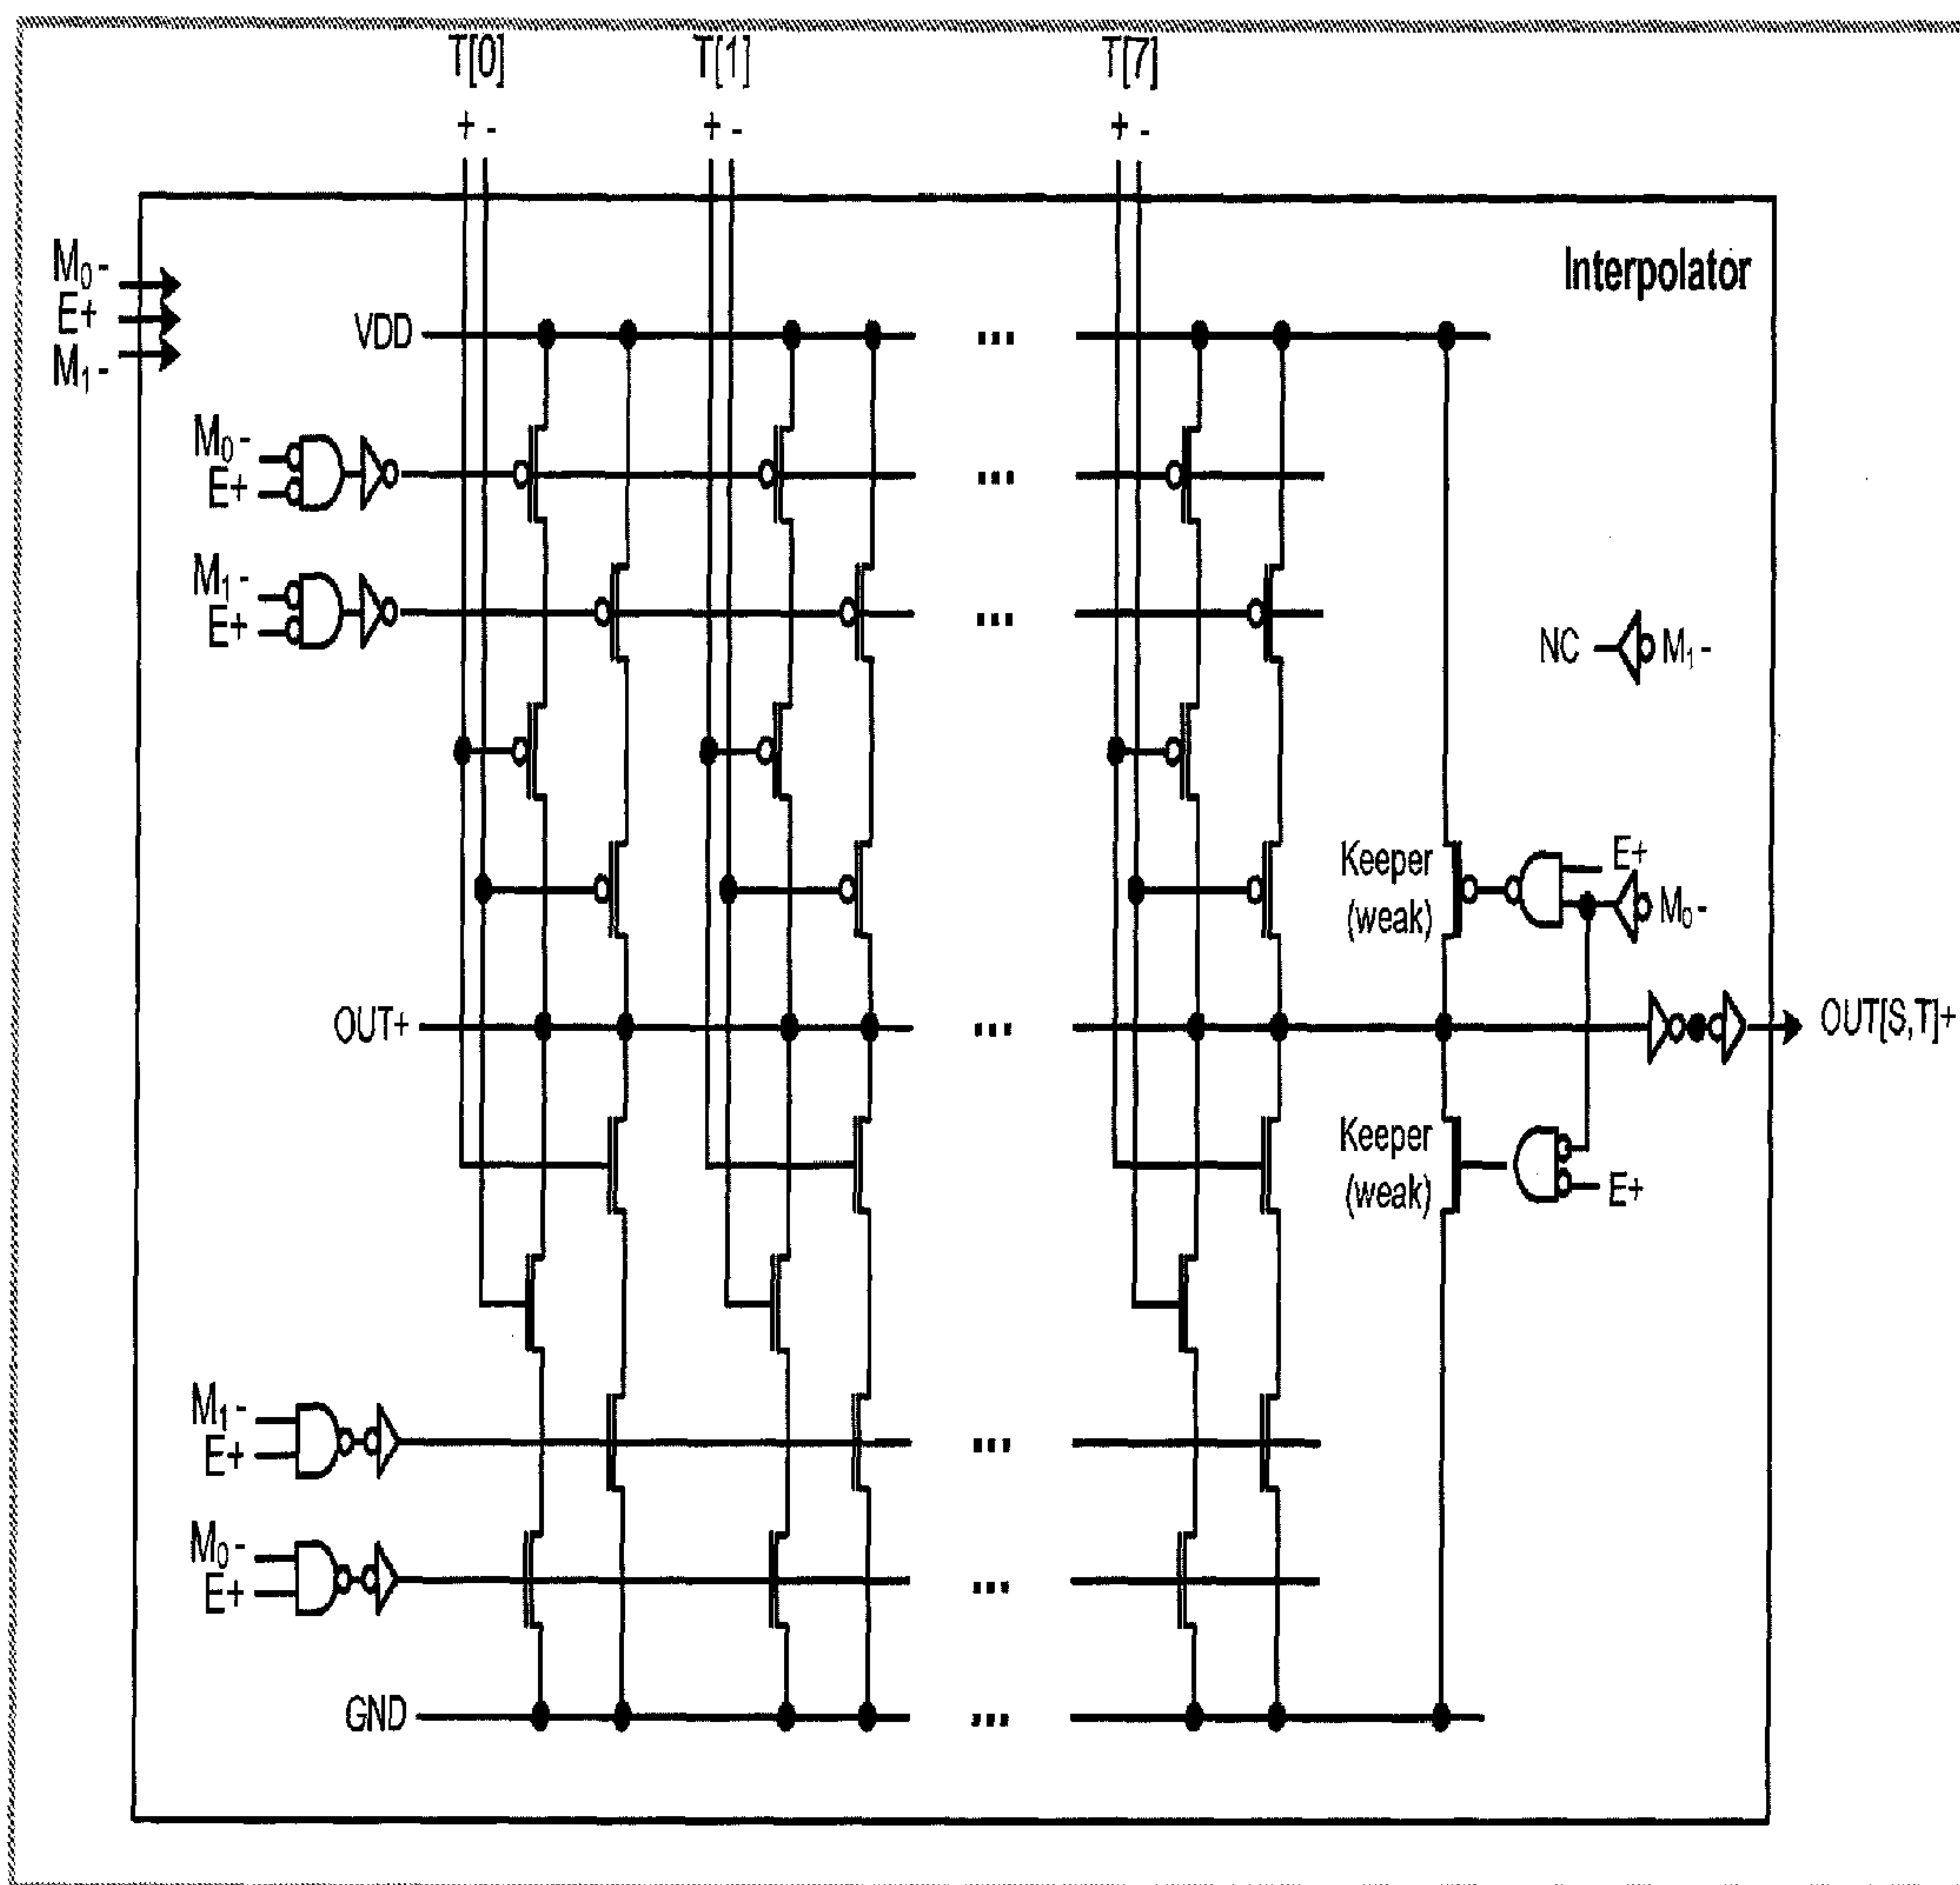 T[0] T[1] T[7]
+ - + - + -
Interpolator
M₀-
E+
M₁-
VDD ...
M₀-
E+ ...
M₁-
E+ ...
NC M₁-
Keeper
(weak)
E+
M₀-
OUT+ ... OUT[S,T]+
Keeper
(weak)
E+
M₁-
E+ ...
M₀-
E+ ...
GND ...